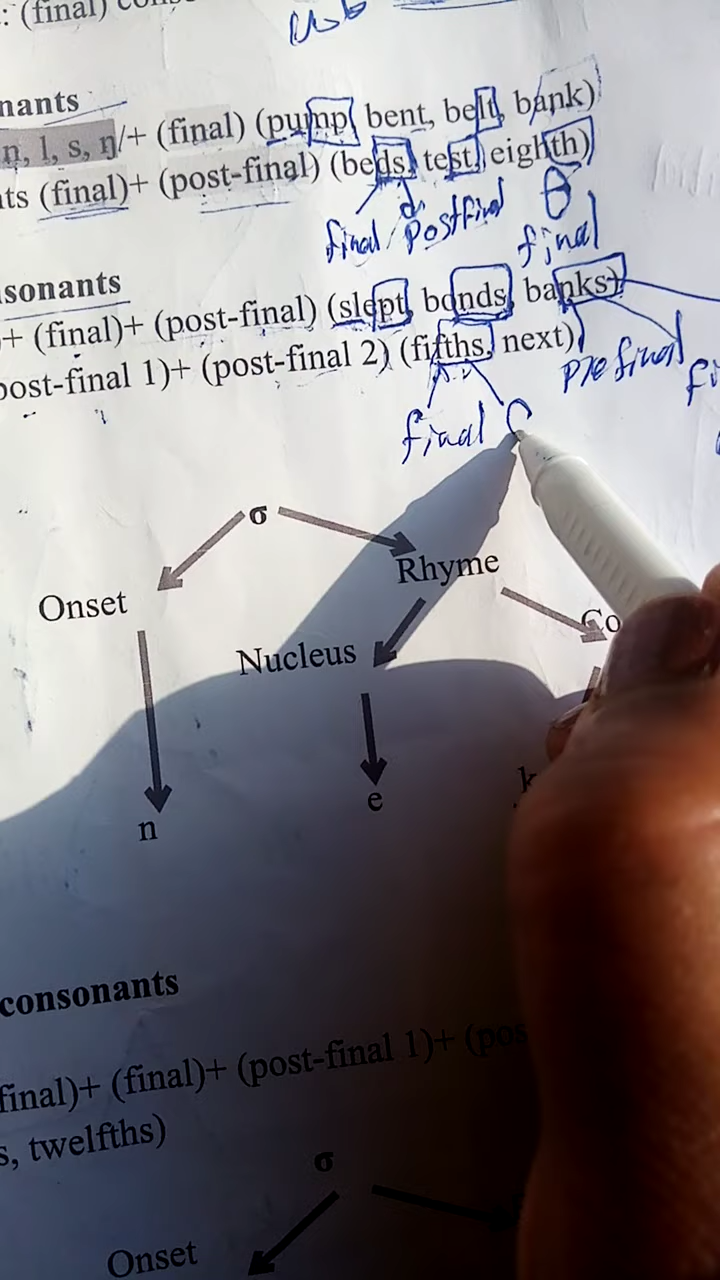 : (final)
nants
n, l, s, ŋ/+ (final) (pump, bent, belt, bank)
ts (final)+ (post-final) (beds, test, eighth)
final postfinal θ
final
sonants
+ (final)+ (post-final) (slept, bonds, banks)
post-final 1)+ (post-final 2) (fifths, next)
pre final
final
σ
Onset Rhyme
Nucleus Co
n e k
consonants
final)+ (final)+ (post-final 1)+ (pos
s, twelfths)
σ
Onset